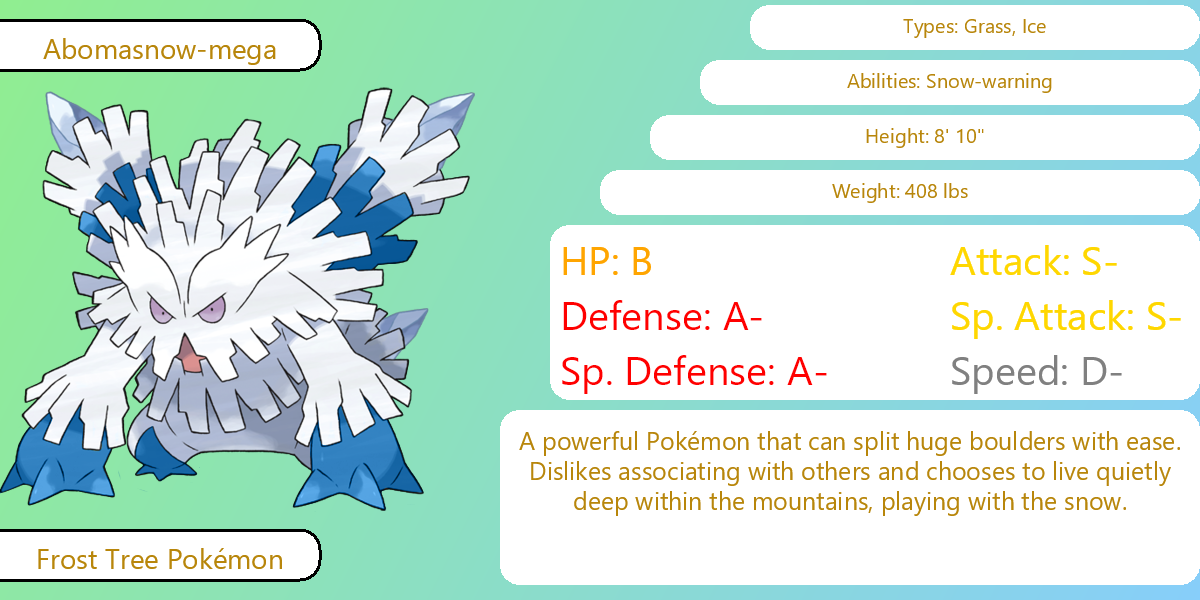 Abomasnow-mega
Types: Grass, Ice
Abilities: Snow-warning
Height: 8' 10"
Weight: 408 lbs
HP: B
Attack: S-
Defense: A-
Sp. Attack: S-
Sp. Defense: A-
Speed: D-
A powerful Pokémon that can split huge boulders with ease.
Dislikes associating with others and chooses to live quietly
deep within the mountains, playing with the snow.
Frost Tree Pokémon